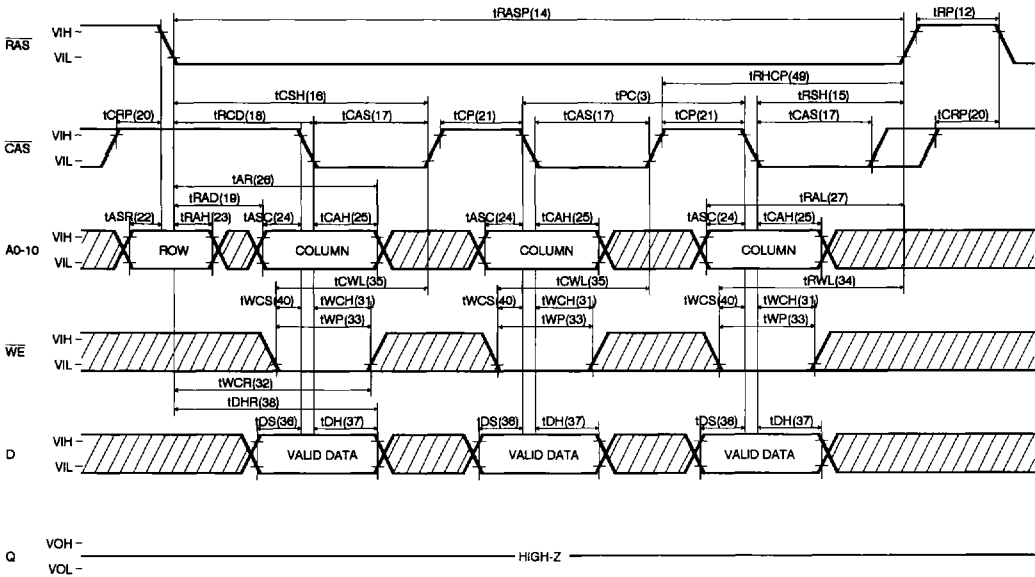 tRASP(14) tRP(12)
RAS VIH
VIL
tRHCP(49)
tCSH(16) tPC(3) tRSH(15)
tCRP(20) tRCD(18) tCAS(17) tCP(21) tCAS(17) tCP(21) tCAS(17) tCRP(20)
CAS VIH
VIL
tAR(26)
tRAD(19) tRAL(27)
tASR(22) tRAH(23) tASC(24) tCAH(25) tASC(24) tCAH(25) tASC(24) tCAH(25)
A0-10 VIH
VIL
ROW COLUMN COLUMN COLUMN
tCWL(35) tCWL(35) tRWL(34)
tWCS(40) tWCH(31) tWCS(40) tWCH(31) tWCS(40) tWCH(31)
tWP(33) tWP(33) tWP(33)
WE VIH
VIL
tWCR(32)
tDHR(38)
tDS(36) tDH(37) tDS(36) tDH(37) tDS(36) tDH(37)
D VIH
VIL
VALID DATA VALID DATA VALID DATA
Q VOH
VOL
HIGH-Z